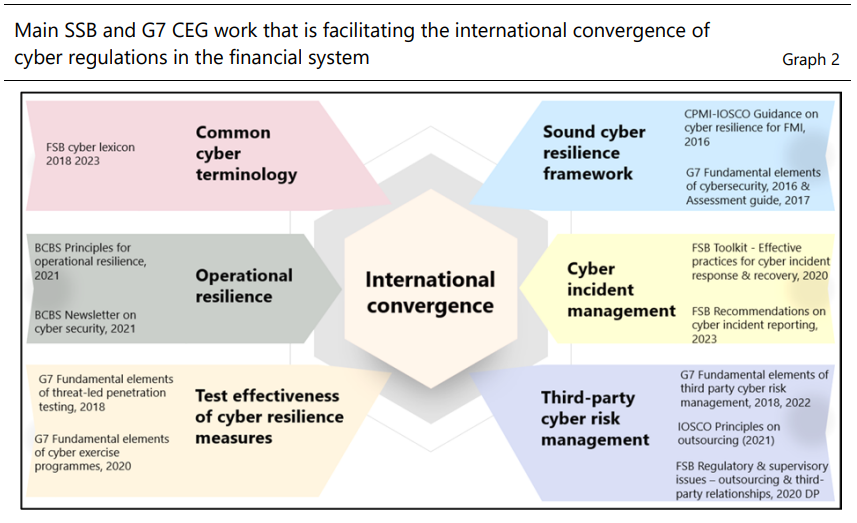 Main SSB and G7 CEG work that is facilitating the international convergence of
cyber regulations in the financial system
Graph 2
FSB cyber lexicon
2018 2023
Common
cyber
terminology
Sound cyber
resilience
framework
CPMI-IOSCO Guidance on
cyber resilience for FMI,
2016
G7 Fundamental elements
of cybersecurity, 2016 &
Assessment guide, 2017
BCBS Principles for
operational resilience,
2021
BCBS Newsletter on
cyber security, 2021
Operational
resilience
International
convergence
Cyber
incident
management
FSB Toolkit - Effective
practices for cyber incident
response & recovery, 2020
FSB Recommendations on
cyber incident reporting,
2023
G7 Fundamental elements
of threat-led penetration
testing, 2018
G7 Fundamental elements
of cyber exercise
programmes, 2020
Test effectiveness
of cyber resilience
measures
Third-party
cyber risk
management
G7 Fundamental elements of
third party cyber risk
management, 2018, 2022
IOSCO Principles on
outsourcing (2021)
FSB Regulatory & supervisory
issues – outsourcing & third-
party relationships, 2020 DP